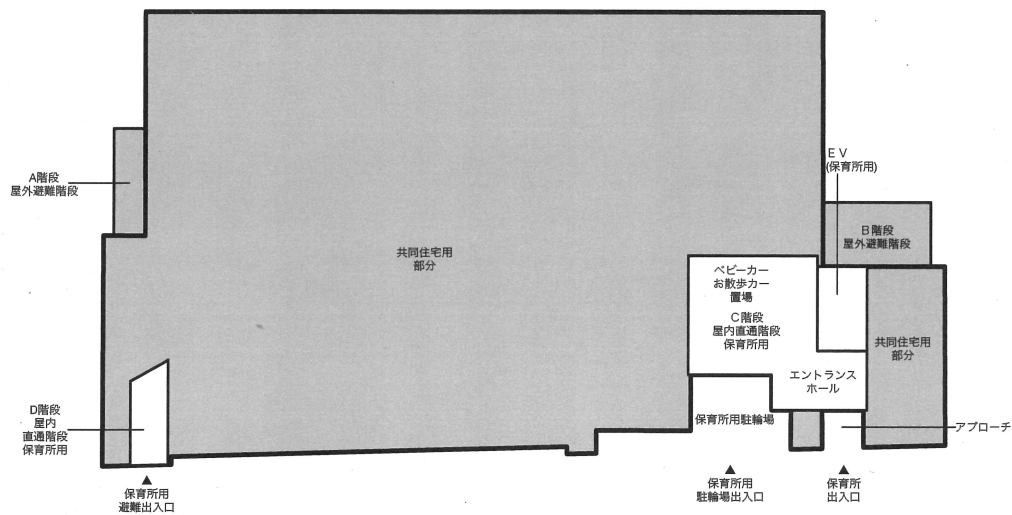 EV
(保育所用)
A階段
屋外避難階段
B階段
屋外避難階段
共同住宅用
部分
ベビーカー
お散歩カー
置場
C階段
屋内直通階段
保育所用
共同住宅用
部分
エントランス
ホール
D階段
屋内
直通階段
保育所用
保育所用駐輪場
アプローチ
▲
保育所用
避難出入口
▲
保育所用
駐輪場出入口
▲
保育所
出入口